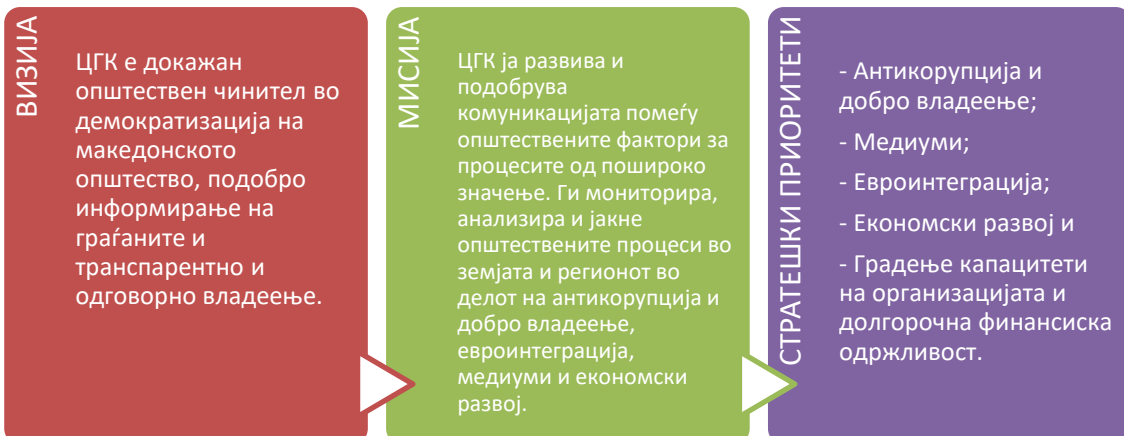 ВИЗИЈА
ЦГК е докажан
општествен чинител во
демократизација на
македонското
општество, подобро
информирање на
граѓаните и
транспарентно и
одговорно владеење.
МИСИЈА
ЦГК ја развива и
подобрува
комуникацијата помеѓу
општествените фактори за
процесите од пошироко
значење. Ги мониторира,
анализира и јакне
општествените процеси во
земјата и регионот во
делот на антикорупција и
добро владеење,
евроинтеграција,
медиуми и економски
развој.
СТРАТЕШКИ ПРИОРИТЕТИ
- Антикорупција и
добро владеење;
- Медиуми;
- Евроинтеграција;
- Економски развој и
- Градење капацитети
на организацијата и
долгорочна финансиска
одржливост.